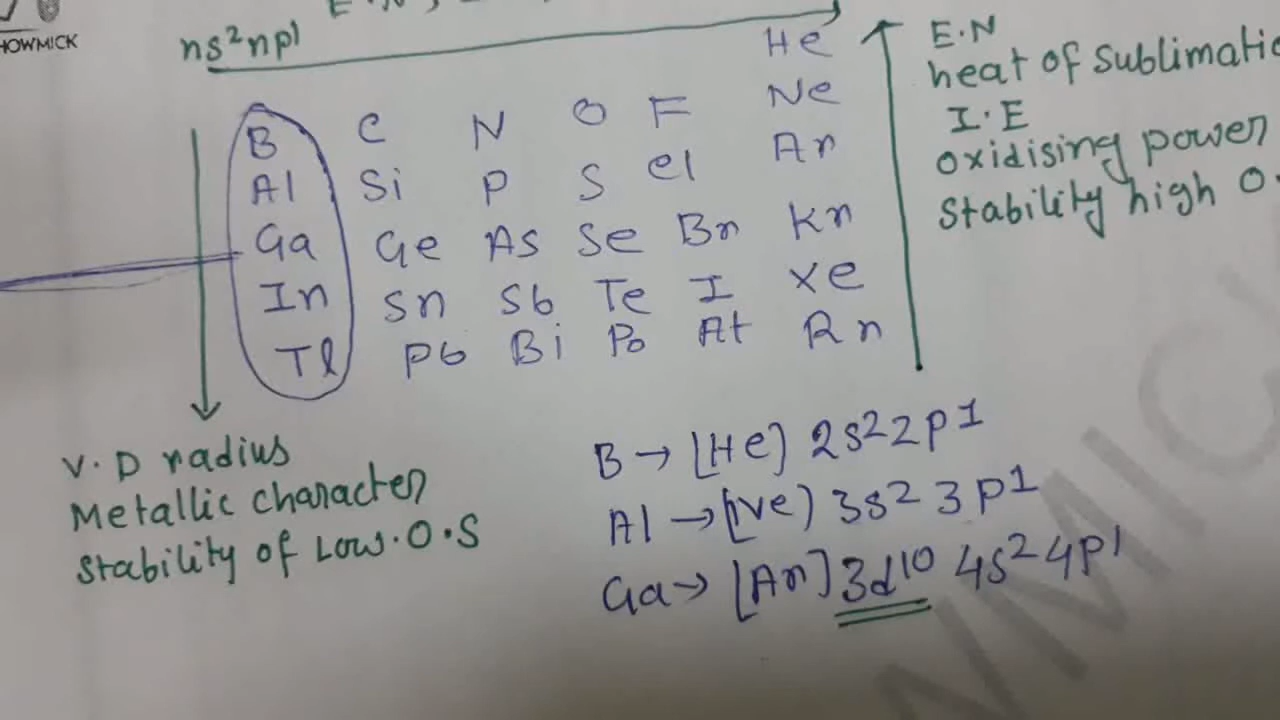 HOWMICK
ns²np¹
E.N
heat of sublimatio
I.E
oxidising power
Stability high O.
He
B C N O F Ne
Al Si P S Cl Ar
Ga Ge As Se Br Kr
In Sn Sb Te I Xe
Tl Pb Bi Po At Rn
V.D radius
Metallic character
Stability of Low.O.S
B → [He] 2s² 2p¹
Al → [Ne] 3s² 3p¹
Ga → [Ar] 3d¹⁰ 4s² 4p¹
WMIC